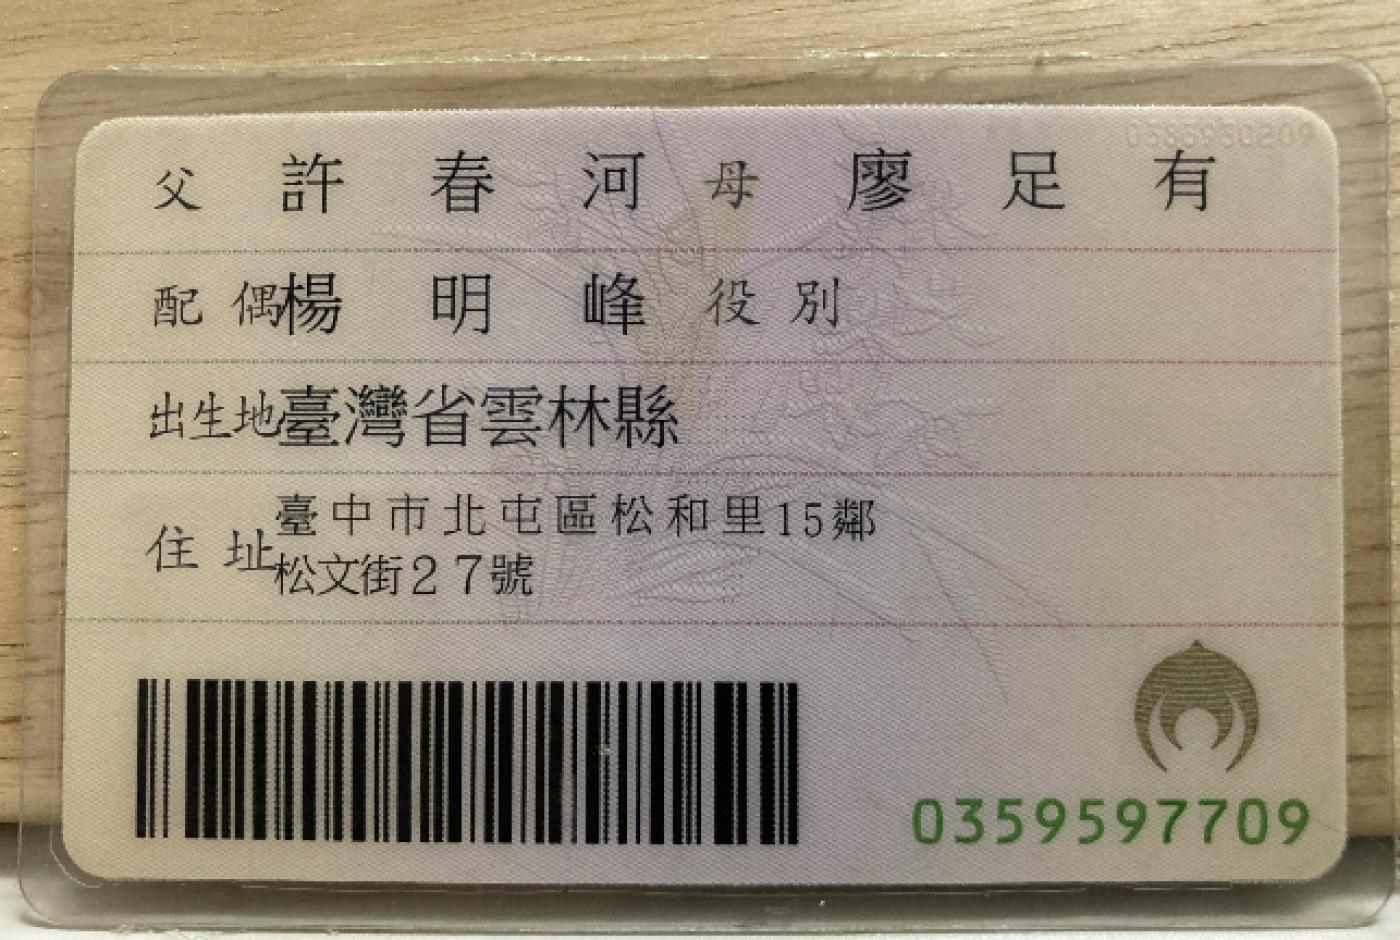 父 許春河 母 廖足有
配偶 楊明峰 役別
出生地 臺灣省雲林縣
住址 臺中市北屯區松和里15鄰
松文街27號
0359597709